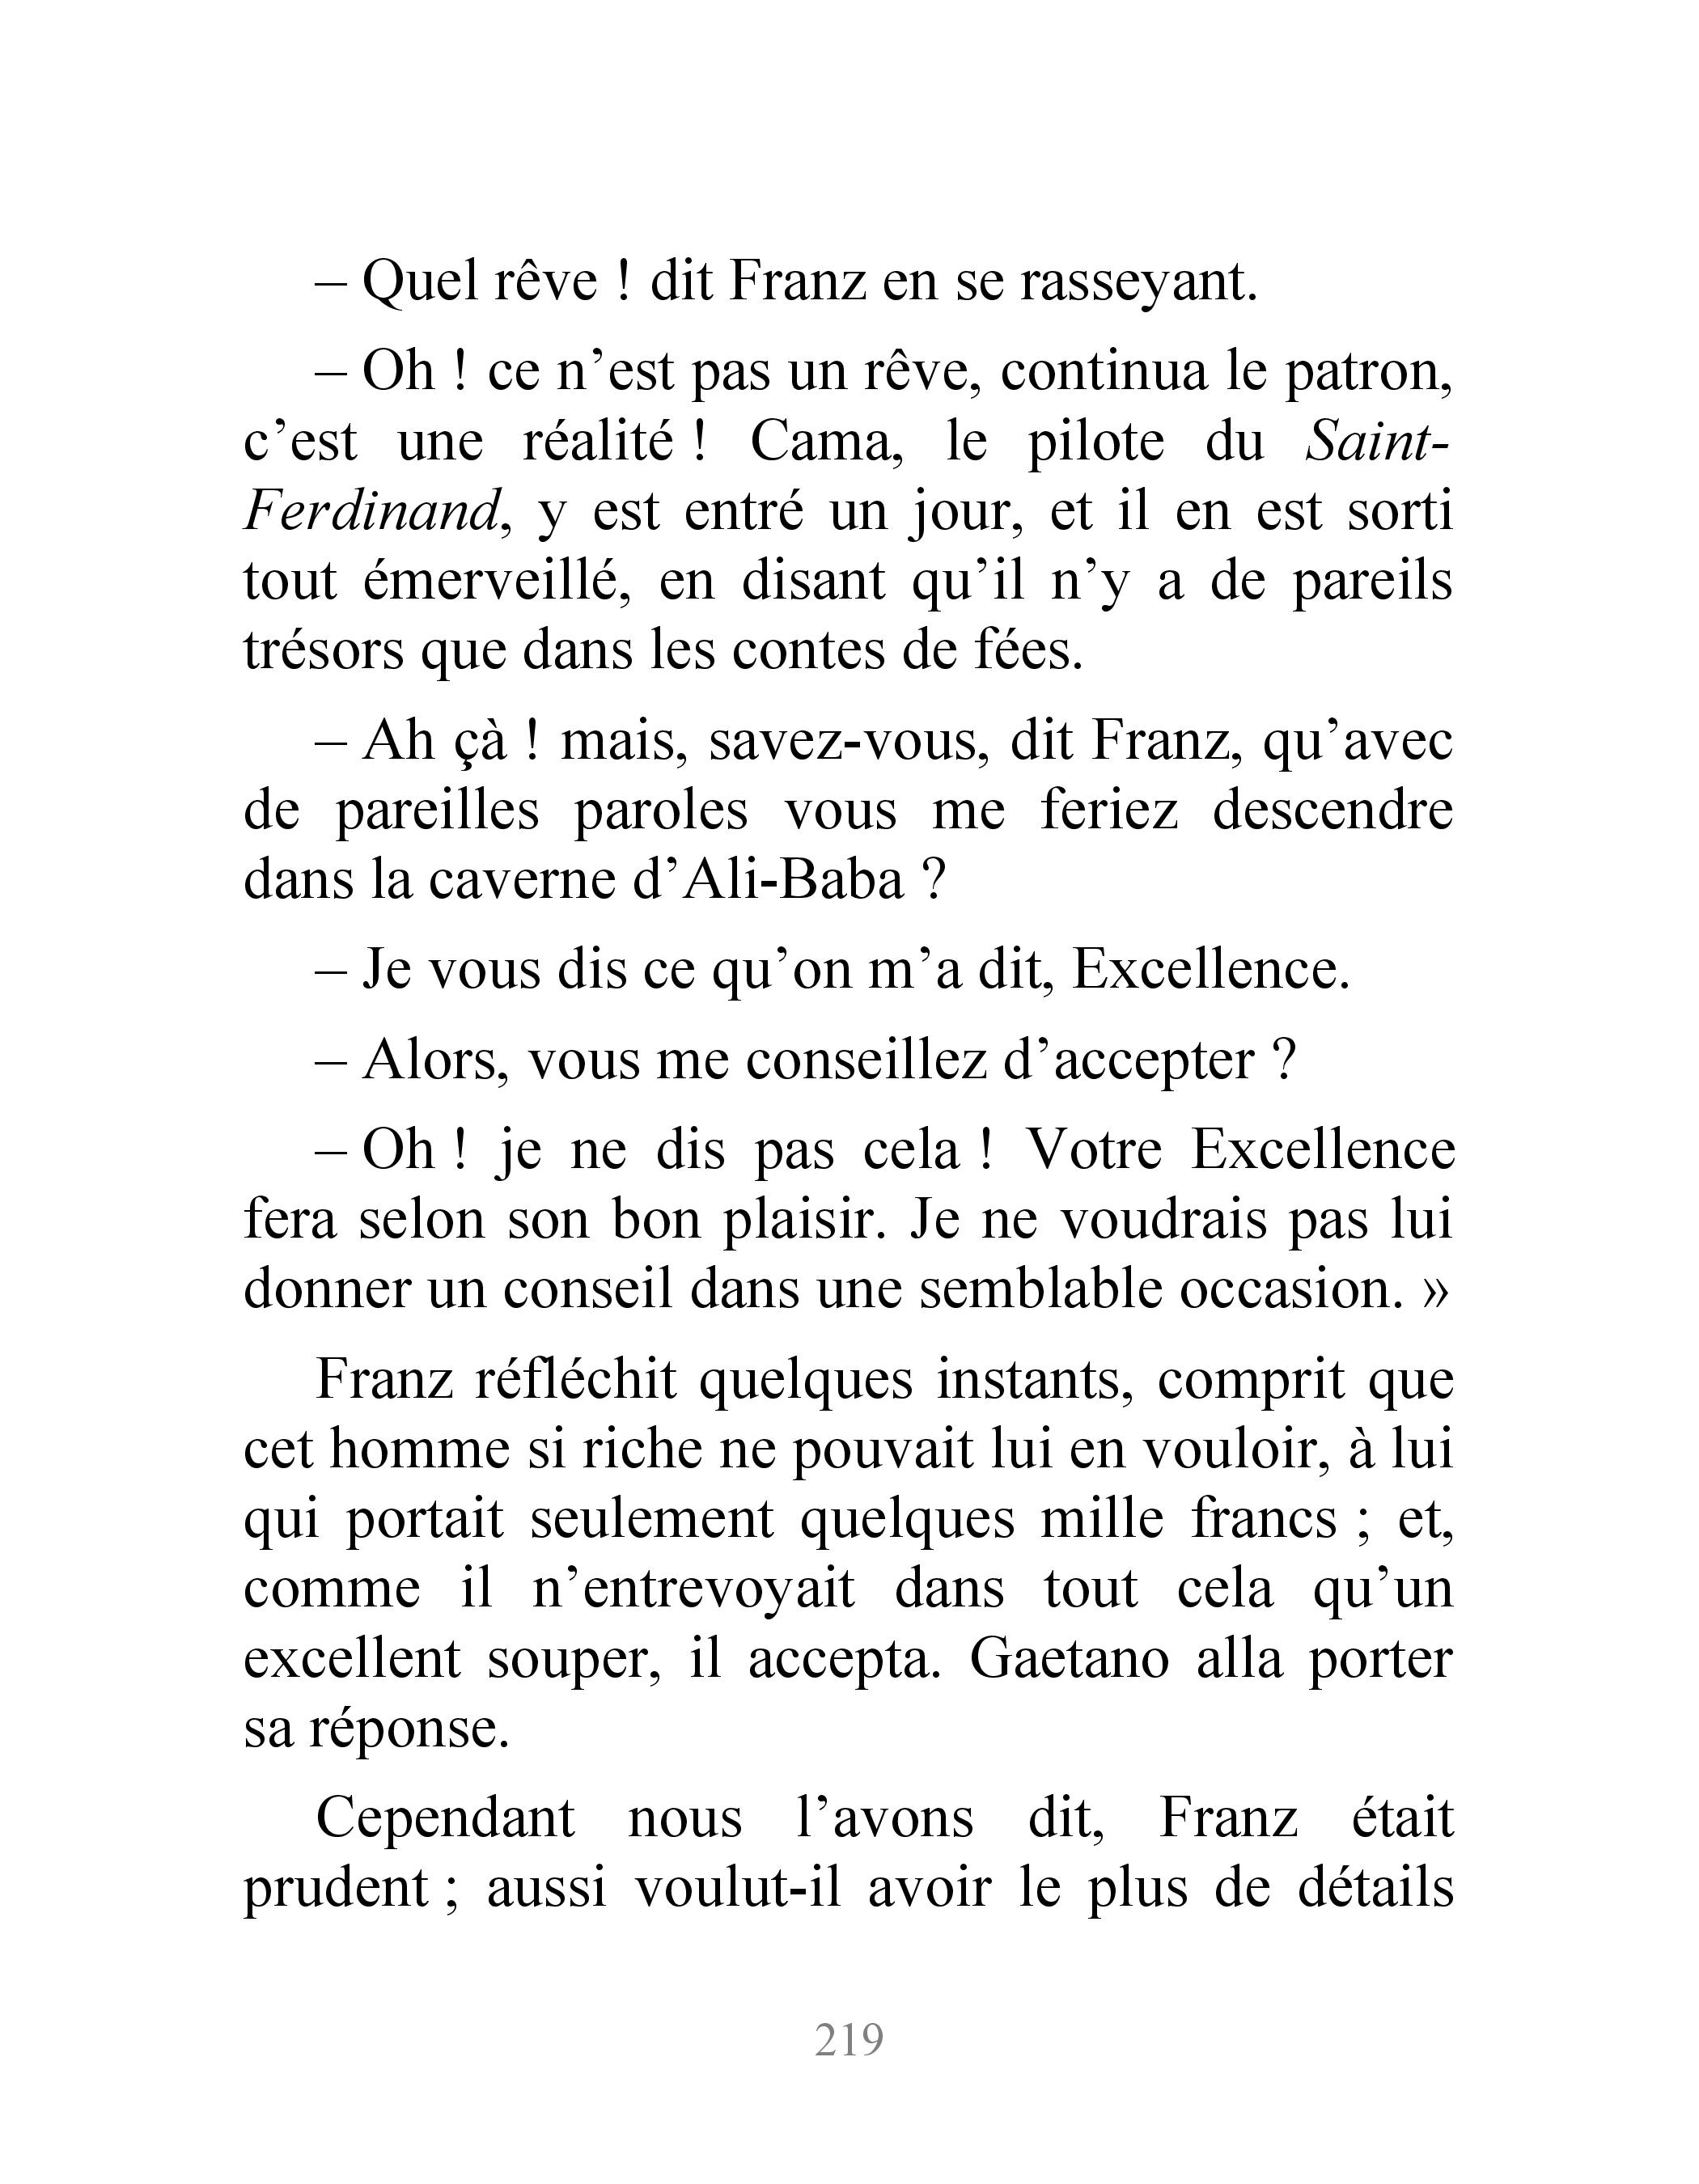 – Quel rêve ! dit Franz en se rasseyant.
– Oh ! ce n’est pas un rêve, continua le patron,
c’est une réalité ! Cama, le pilote du Saint-
Ferdinand, y est entré un jour, et il en est sorti
tout émerveillé, en disant qu’il n’y a de pareils
trésors que dans les contes de fées.
– Ah çà ! mais, savez-vous, dit Franz, qu’avec
de pareilles paroles vous me feriez descendre
dans la caverne d’Ali-Baba ?
– Je vous dis ce qu’on m’a dit, Excellence.
– Alors, vous me conseillez d’accepter ?
– Oh ! je ne dis pas cela ! Votre Excellence
fera selon son bon plaisir. Je ne voudrais pas lui
donner un conseil dans une semblable occasion. »
Franz réfléchit quelques instants, comprit que
cet homme si riche ne pouvait lui en vouloir, à lui
qui portait seulement quelques mille francs ; et,
comme il n’entrevoyait dans tout cela qu’un
excellent souper, il accepta. Gaetano alla porter
sa réponse.
Cependant nous l’avons dit, Franz était
prudent ; aussi voulut-il avoir le plus de détails
219